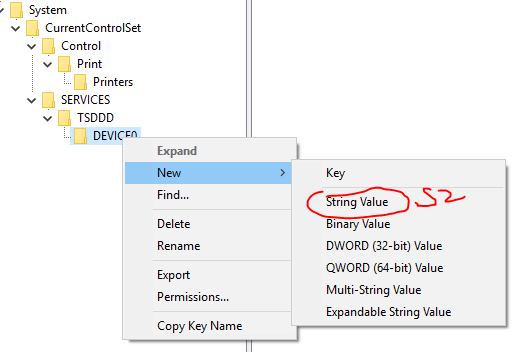 System
CurrentControlSet
Control
Print
Printers
SERVICES
TSDDD
DEVICE0
Expand
New
Find...
Delete
Rename
Export
Permissions...
Copy Key Name
Key
String Value
S2
Binary Value
DWORD (32-bit) Value
QWORD (64-bit) Value
Multi-String Value
Expandable String Value